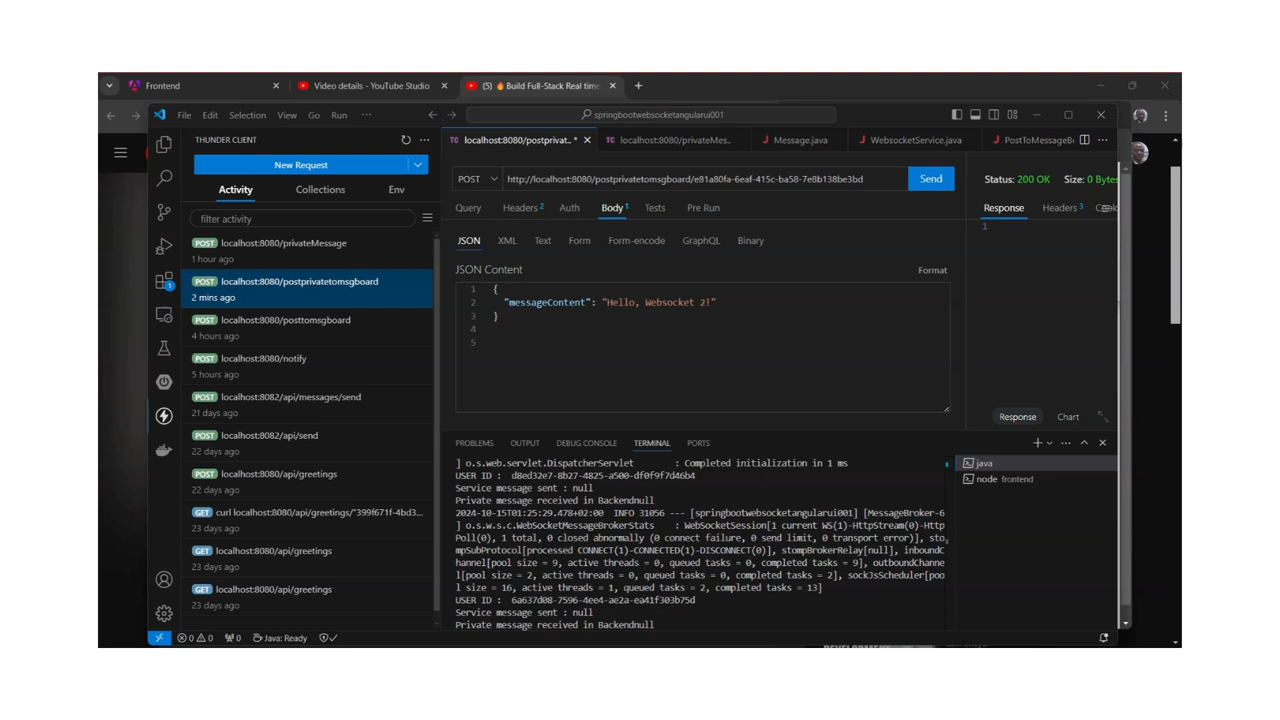 Frontend
Video details - YouTube Studio
(5) 🔥 Build Full-Stack Real time
File Edit Selection View Go Run ···
springbootwebsocketangularui001
THUNDER CLIENT
New Request
Activity Collections Env
filter activity
POST localhost:8080/privateMessage
1 hour ago
POST localhost:8080/postprivatetomsgboard
2 mins ago
POST localhost:8080/posttomsgboard
4 hours ago
POST localhost:8080/notify
5 hours ago
POST localhost:8082/api/messages/send
21 days ago
POST localhost:8082/api/send
22 days ago
POST localhost:8080/api/greetings
22 days ago
GET curl localhost:8080/api/greetings/"399f671f-4bd3...
23 days ago
GET localhost:8080/api/greetings
23 days ago
GET localhost:8080/api/greetings
23 days ago
TC localhost:8080/postprivat.. *
TC localhost:8080/privateMes..
J Message.java
J WebsocketService.java
J PostToMessageB
POST http://localhost:8080/postprivatetomsgboard/e81a80fa-6eaf-415c-ba58-7e8b138be3bd Send
Query Headers 2 Auth Body 1 Tests Pre Run
JSON XML Text Form Form-encode GraphQL Binary
JSON Content Format
1 {
2 "messageContent": "Hello, Websocket 2!"
3 }
4
5
Status: 200 OK Size: 0 Bytes
Response Headers 3
1
Response Chart
PROBLEMS OUTPUT DEBUG CONSOLE TERMINAL PORTS
] o.s.web.servlet.DispatcherServlet : Completed initialization in 1 ms
USER ID : d8ed32e7-8b27-4825-a500-df0f9f7d46b4
Service message sent : null
Private message received in Backendnull
2024-10-15T01:25:29.478+02:00 INFO 31056 --- [springbootwebsocketangularui001] [MessageBroker-6
] o.s.w.s.c.WebSocketMessageBrokerStats : WebSocketSession[1 current WS(1)-HttpStream(0)-Http
Poll(0), 1 total, 0 closed abnormally (0 connect failure, 0 send limit, 0 transport error)], sto
mpSubProtocol[processed CONNECT(1)-CONNECTED(1)-DISCONNECT(0)], stompBrokerRelay[null], inboundC
hannel[pool size = 9, active threads = 0, queued tasks = 0, completed tasks = 9], outboundChanne
l[pool size = 2, active threads = 0, queued tasks = 0, completed tasks = 2], sockJsScheduler[poo
l size = 16, active threads = 1, queued tasks = 2, completed tasks = 13]
USER ID : 6a637d08-7596-4ee4-ae2a-ea41f303b75d
Service message sent : null
Private message received in Backendnull
java
node frontend
0 0 0 Java: Ready